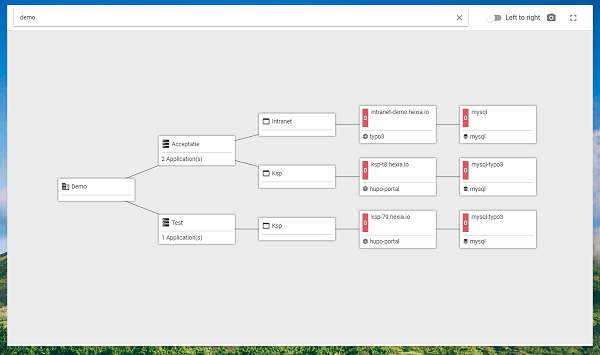 demo
Left to right
Intranet
intranet-demo.hexia.io
0
typo3
mysql
0
mysql
Acceptatie
2 Application(s)
Ksp
ksp-t8.hexia.io
0
hupo-portal
mysql-typo3
0
mysql
Demo
Test
1 Application(s)
Ksp
ksp-79.hexia.io
0
hupo-portal
mysql-typo3
0
mysql